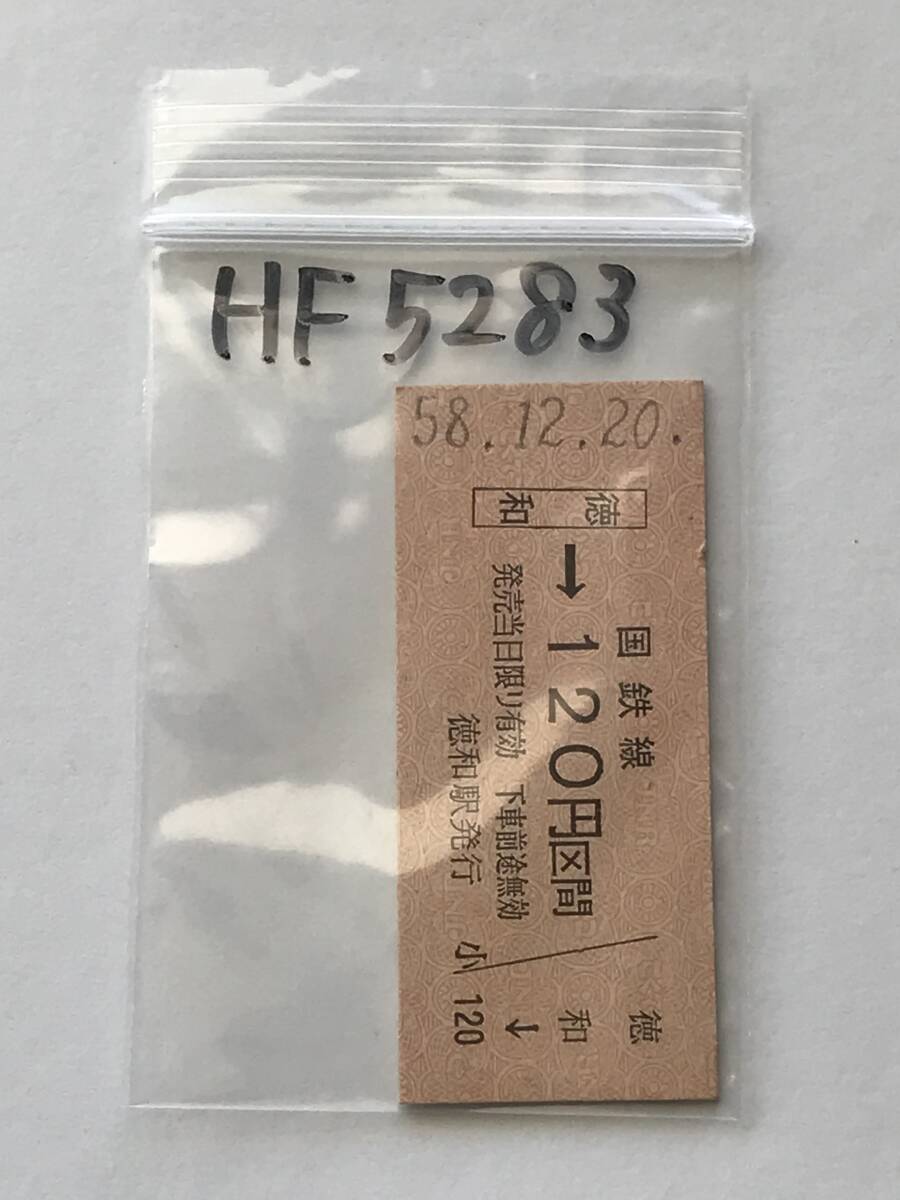 HF5283
58.12.20.
徳和
国鉄線
→120円区間
発売当日限り有効 下車前途無効
徳和駅発行
徳和→
小 120